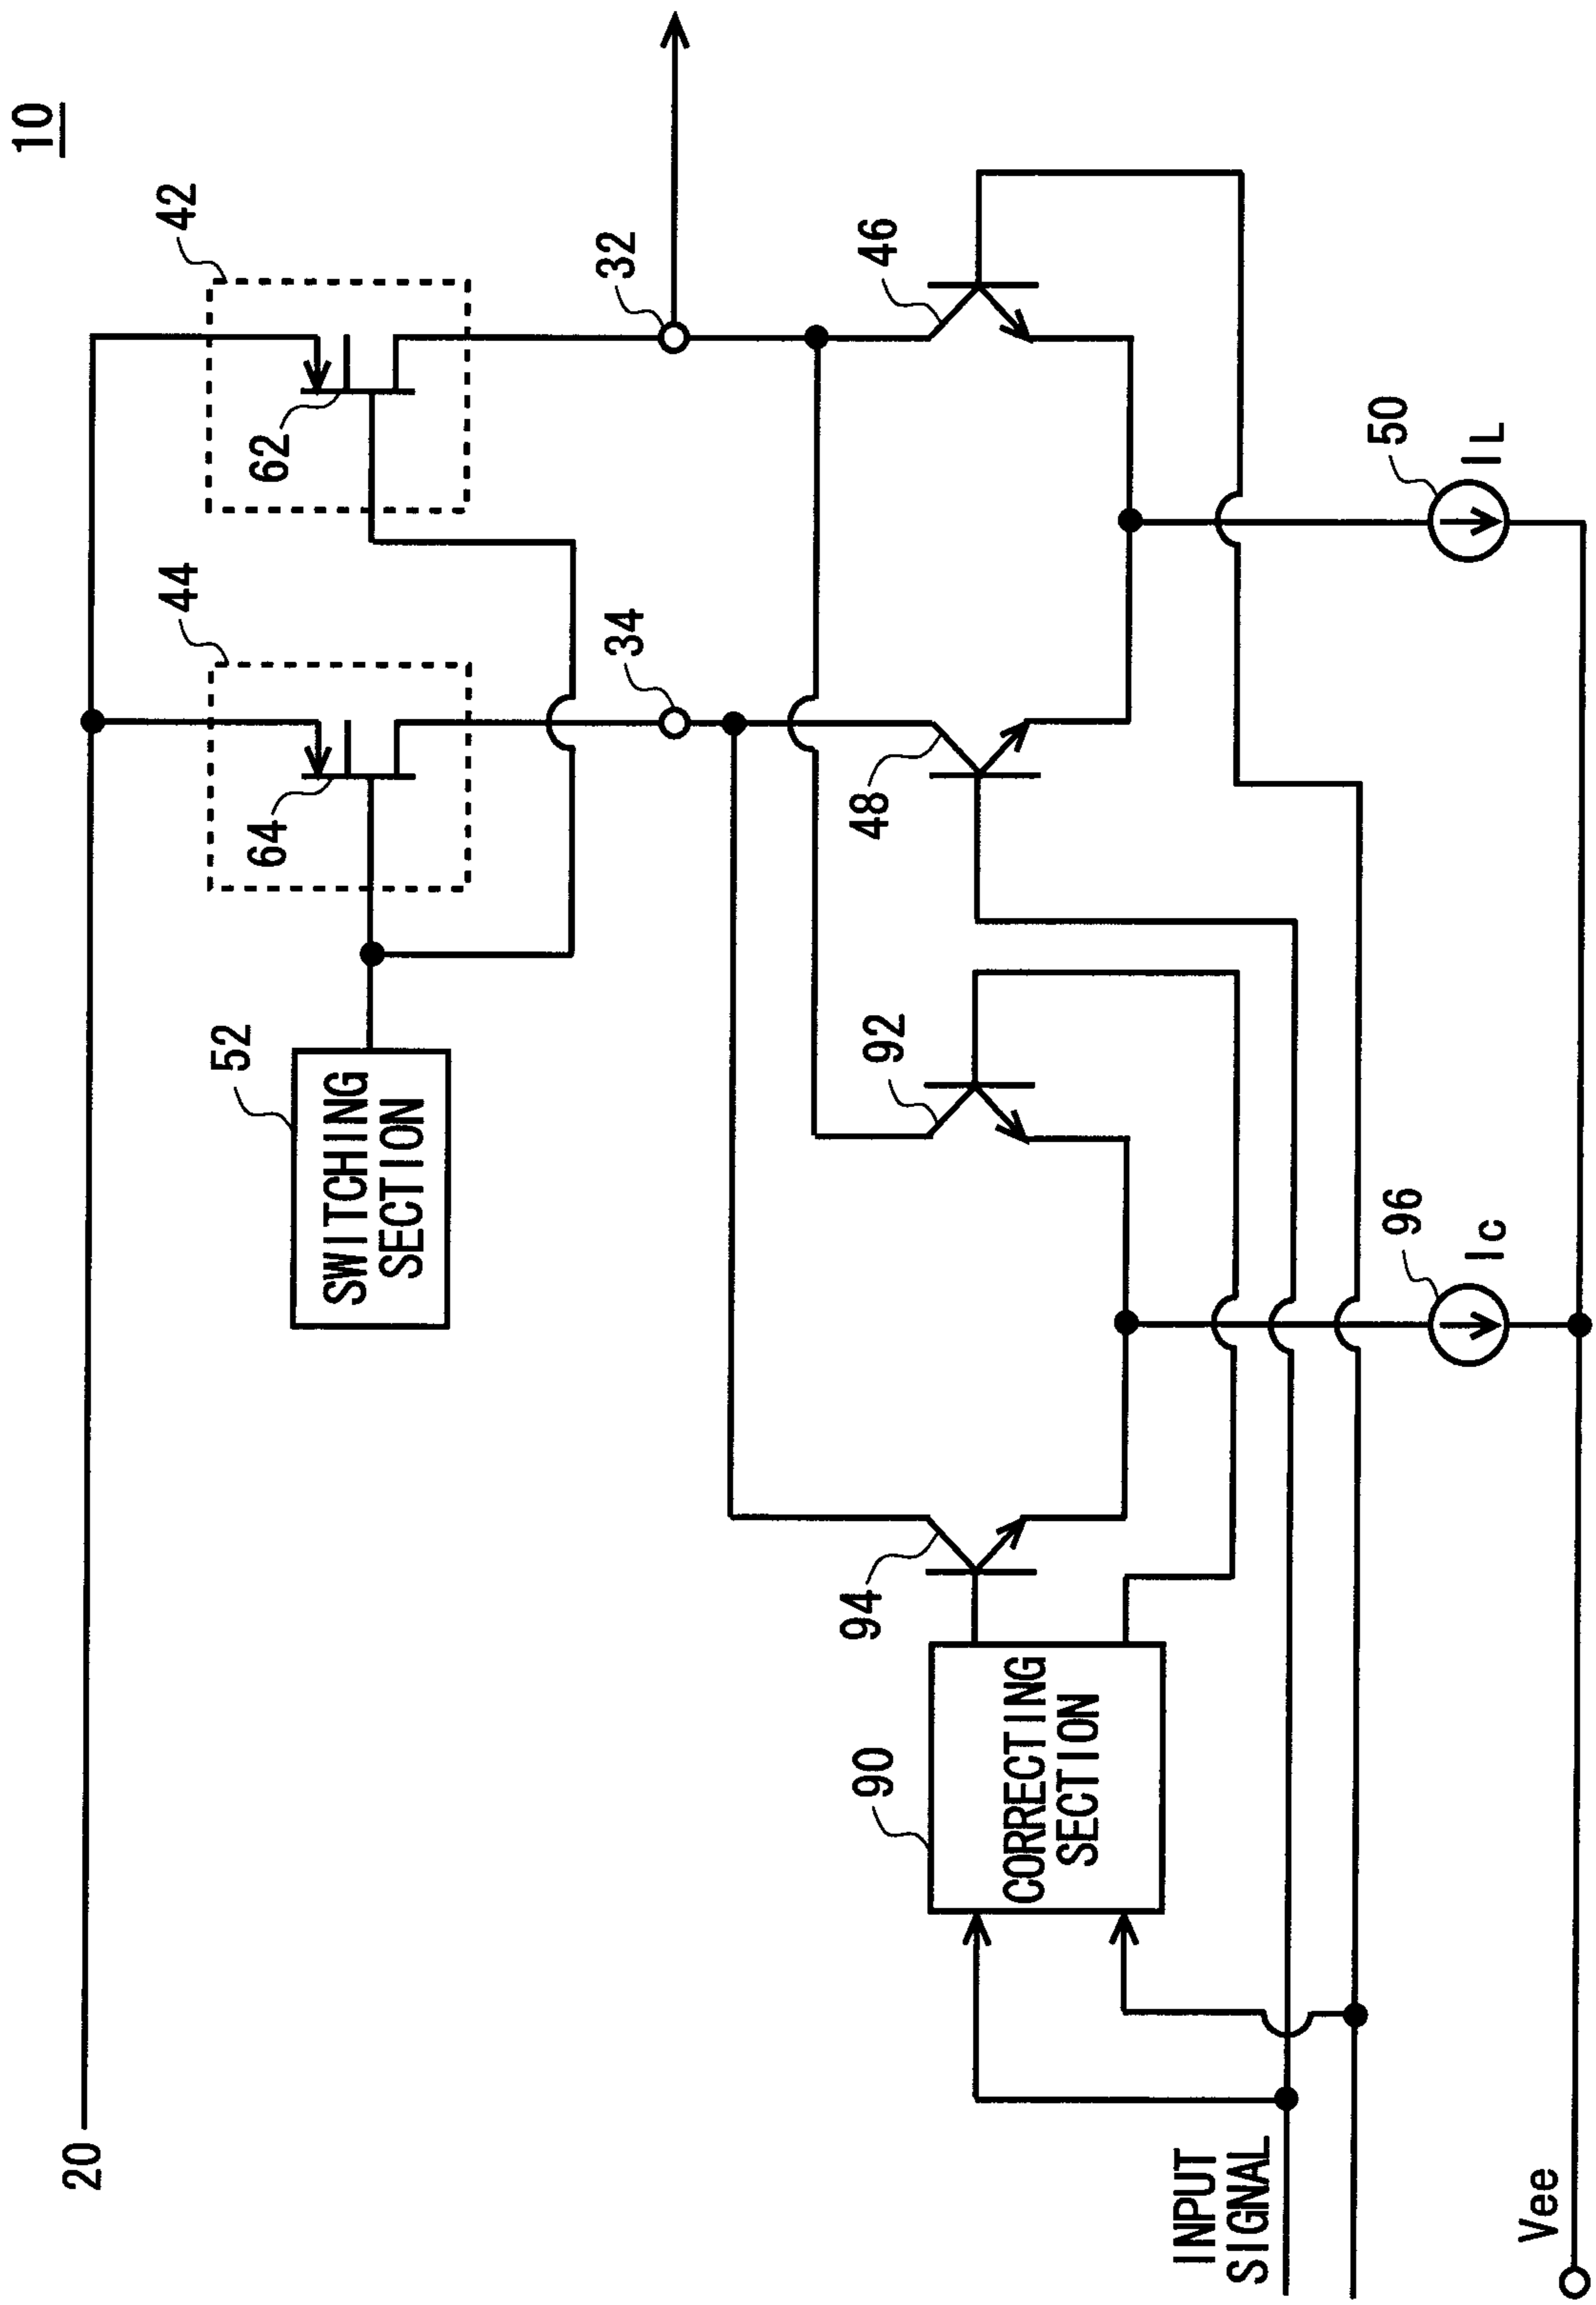 10
20
42
44
62
64
52
SWITCHING
SECTION
32
34
46
48
92
94
90
CORRECTING
SECTION
50
IL
96
IC
INPUT
SIGNAL
Vee